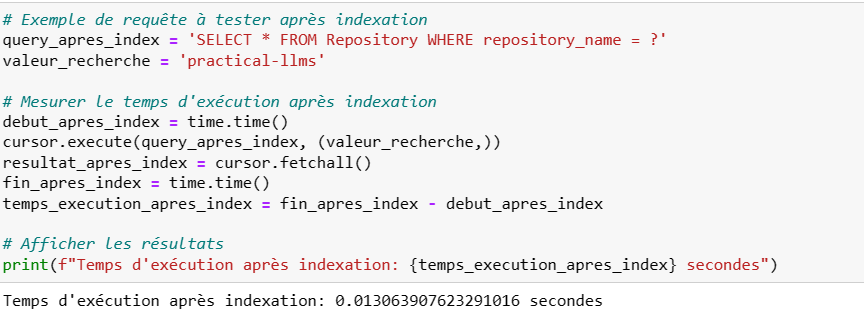 # Exemple de requête à tester après indexation
query_apres_index = 'SELECT * FROM Repository WHERE repository_name = ?'
valeur_recherche = 'practical-llms'
# Mesurer le temps d'exécution après indexation
debut_apres_index = time.time()
cursor.execute(query_apres_index, (valeur_recherche,))
resultat_apres_index = cursor.fetchall()
fin_apres_index = time.time()
temps_execution_apres_index = fin_apres_index - debut_apres_index
# Afficher les résultats
print(f"Temps d'exécution après indexation: {temps_execution_apres_index} secondes")
Temps d'exécution après indexation: 0.013063907623291016 secondes